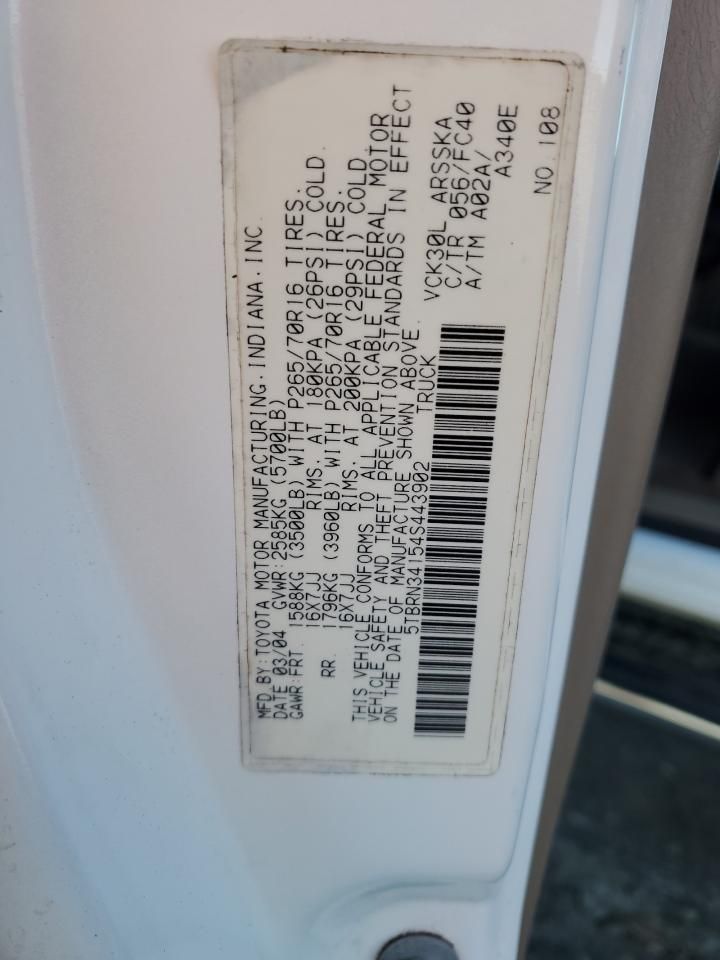 MFD.BY:TOYOTA MOTOR MANUFACTURING.INDIANA.INC.
DATE 03/04 GVWR:2585KG (5700LB)
GAWR:FRT. 1588KG (3500LB) WITH P265/70R16 TIRES.
16X7JJ RIMS. AT 180KPA (26PSI) COLD.
RR. 1796KG (3960LB) WITH P265/70R16 TIRES.
16X7JJ RIMS. AT 200KPA (29PSI) COLD.
THIS VEHICLE CONFORMS TO ALL APPLICABLE FEDERAL MOTOR
VEHICLE SAFETY AND THEFT PREVENTION STANDARDS IN EFFECT
ON THE DATE OF MANUFACTURE SHOWN ABOVE.
5TBRN34154S443902 TRUCK
VCK30L ARSSKA
C/TR 056/FC40
A/TM A02A/
A340E
NO.108